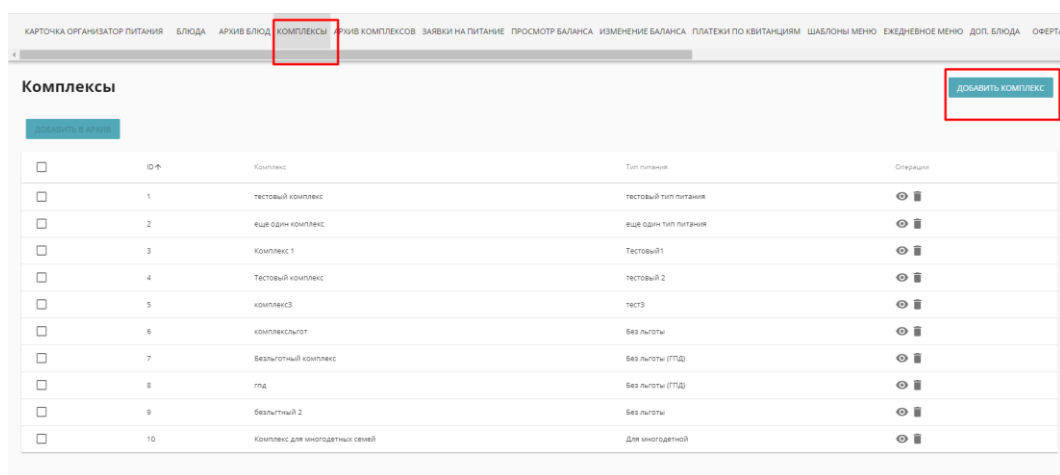 КАРТОЧКА ОРГАНИЗАТОР ПИТАНИЯ БЛЮДА АРХИВ БЛЮД КОМПЛЕКСЫ АРХИВ КОМПЛЕКСОВ ЗАЯВКИ НА ПИТАНИЕ ПРОСМОТР БАЛАНСА ИЗМЕНЕНИЕ БАЛАНСА ПЛАТЕЖИ ПО КВИТАНЦИЯМ ШАБЛОНЫ МЕНЮ ЕЖЕДНЕВНОЕ МЕНЮ ДОП. БЛЮДА ОФЕРТА
Комплексы ДОБАВИТЬ КОМПЛЕКС
ДОБАВИТЬ В АРХИВ
ID Комплекс Тип питания Операции
1 тестовый комплекс тестовый тип питания
2 еще один комплекс еще один тип питания
3 Комплекс 1 Тестовый1
4 Тестовый комплекс тестовый 2
5 комплекс3 тест3
6 комплекcльгот Без льготы
7 Безльготный комплекс Без льготы (ГПД)
8 гпд Без льготы (ГПД)
9 безльгтный 2 Без льготы
10 Комплекс для многодетных семей Для многодетной